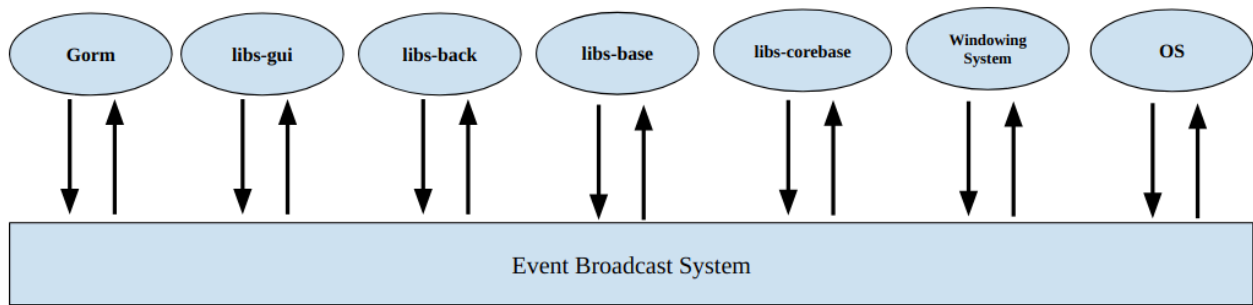 Gorm
libs-gui
libs-back
libs-base
libs-corebase
Windowing
System
OS
Event Broadcast System